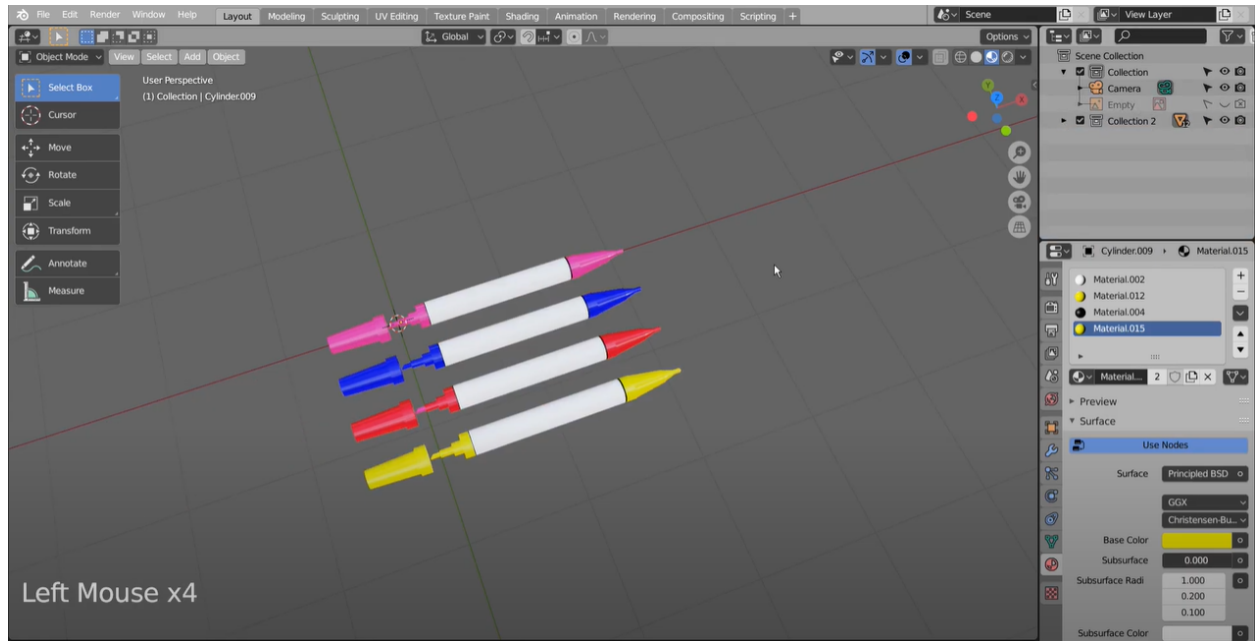 File Edit Render Window Help Layout Modeling Sculpting UV Editing Texture Paint Shading Animation Rendering Compositing Scripting + Scene View Layer
Global Options
Object Mode View Select Add Object
Select Box
Cursor
Move
Rotate
Scale
Transform
Annotate
Measure
User Perspective
(1) Collection | Cylinder.009
Y
Z
X
Left Mouse x4
Scene Collection
Collection
Camera
Empty
Collection 2
Cylinder.009 Material.015
Material.002
Material.012
Material.004
Material.015
Material... 2
Preview
Surface
Use Nodes
Surface Principled BSD
GGX
Christensen-Bu...
Base Color
Subsurface 0.000
Subsurface Radi 1.000
0.200
0.100
Subsurface Color